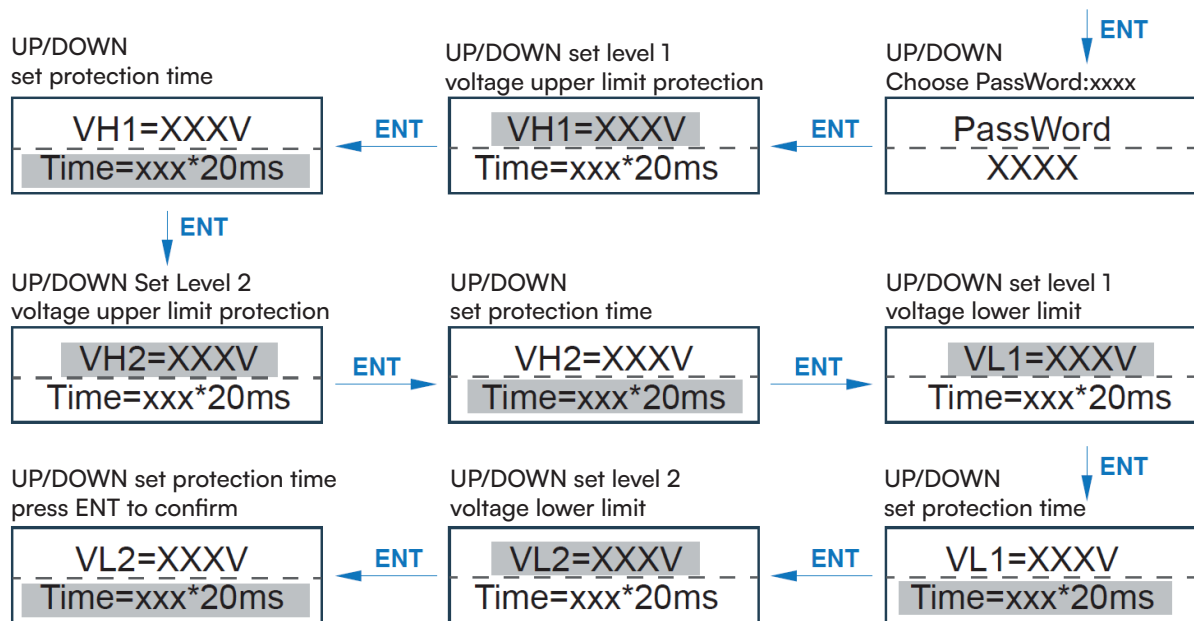 ENT
UP/DOWN
Choose PassWord:xxxx
PassWord
XXXX
ENT
UP/DOWN set level 1
voltage upper limit protection
VH1=XXXV
Time=xxx*20ms
ENT
UP/DOWN
set protection time
VH1=XXXV
Time=xxx*20ms
ENT
UP/DOWN Set Level 2
voltage upper limit protection
VH2=XXXV
Time=xxx*20ms
ENT
UP/DOWN
set protection time
VH2=XXXV
Time=xxx*20ms
ENT
UP/DOWN set level 1
voltage lower limit
VL1=XXXV
Time=xxx*20ms
ENT
UP/DOWN
set protection time
VL1=XXXV
Time=xxx*20ms
ENT
UP/DOWN set level 2
voltage lower limit
VL2=XXXV
Time=xxx*20ms
ENT
UP/DOWN set protection time
press ENT to confirm
VL2=XXXV
Time=xxx*20ms